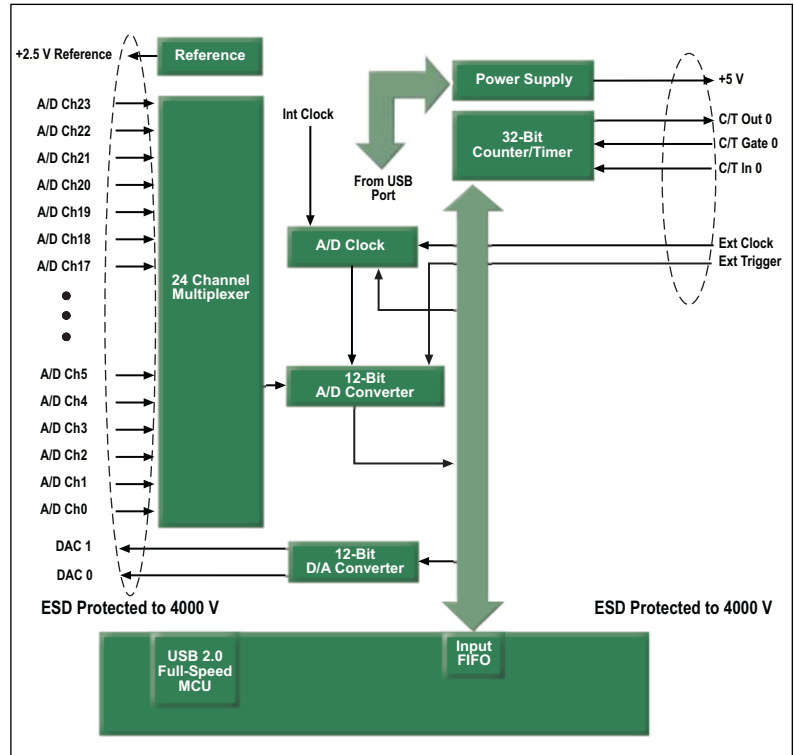 +2.5 V Reference
Reference
A/D Ch23
A/D Ch22
A/D Ch21
A/D Ch20
A/D Ch19
A/D Ch18
A/D Ch17
A/D Ch5
A/D Ch4
A/D Ch3
A/D Ch2
A/D Ch1
A/D Ch0
DAC 1
DAC 0
24 Channel
Multiplexer
Int Clock
From USB
Port
Power Supply
+5 V
32-Bit
Counter/Timer
C/T Out 0
C/T Gate 0
C/T In 0
A/D Clock
Ext Clock
Ext Trigger
12-Bit
A/D Converter
12-Bit
D/A Converter
ESD Protected to 4000 V
ESD Protected to 4000 V
USB 2.0
Full-Speed
MCU
Input
FIFO